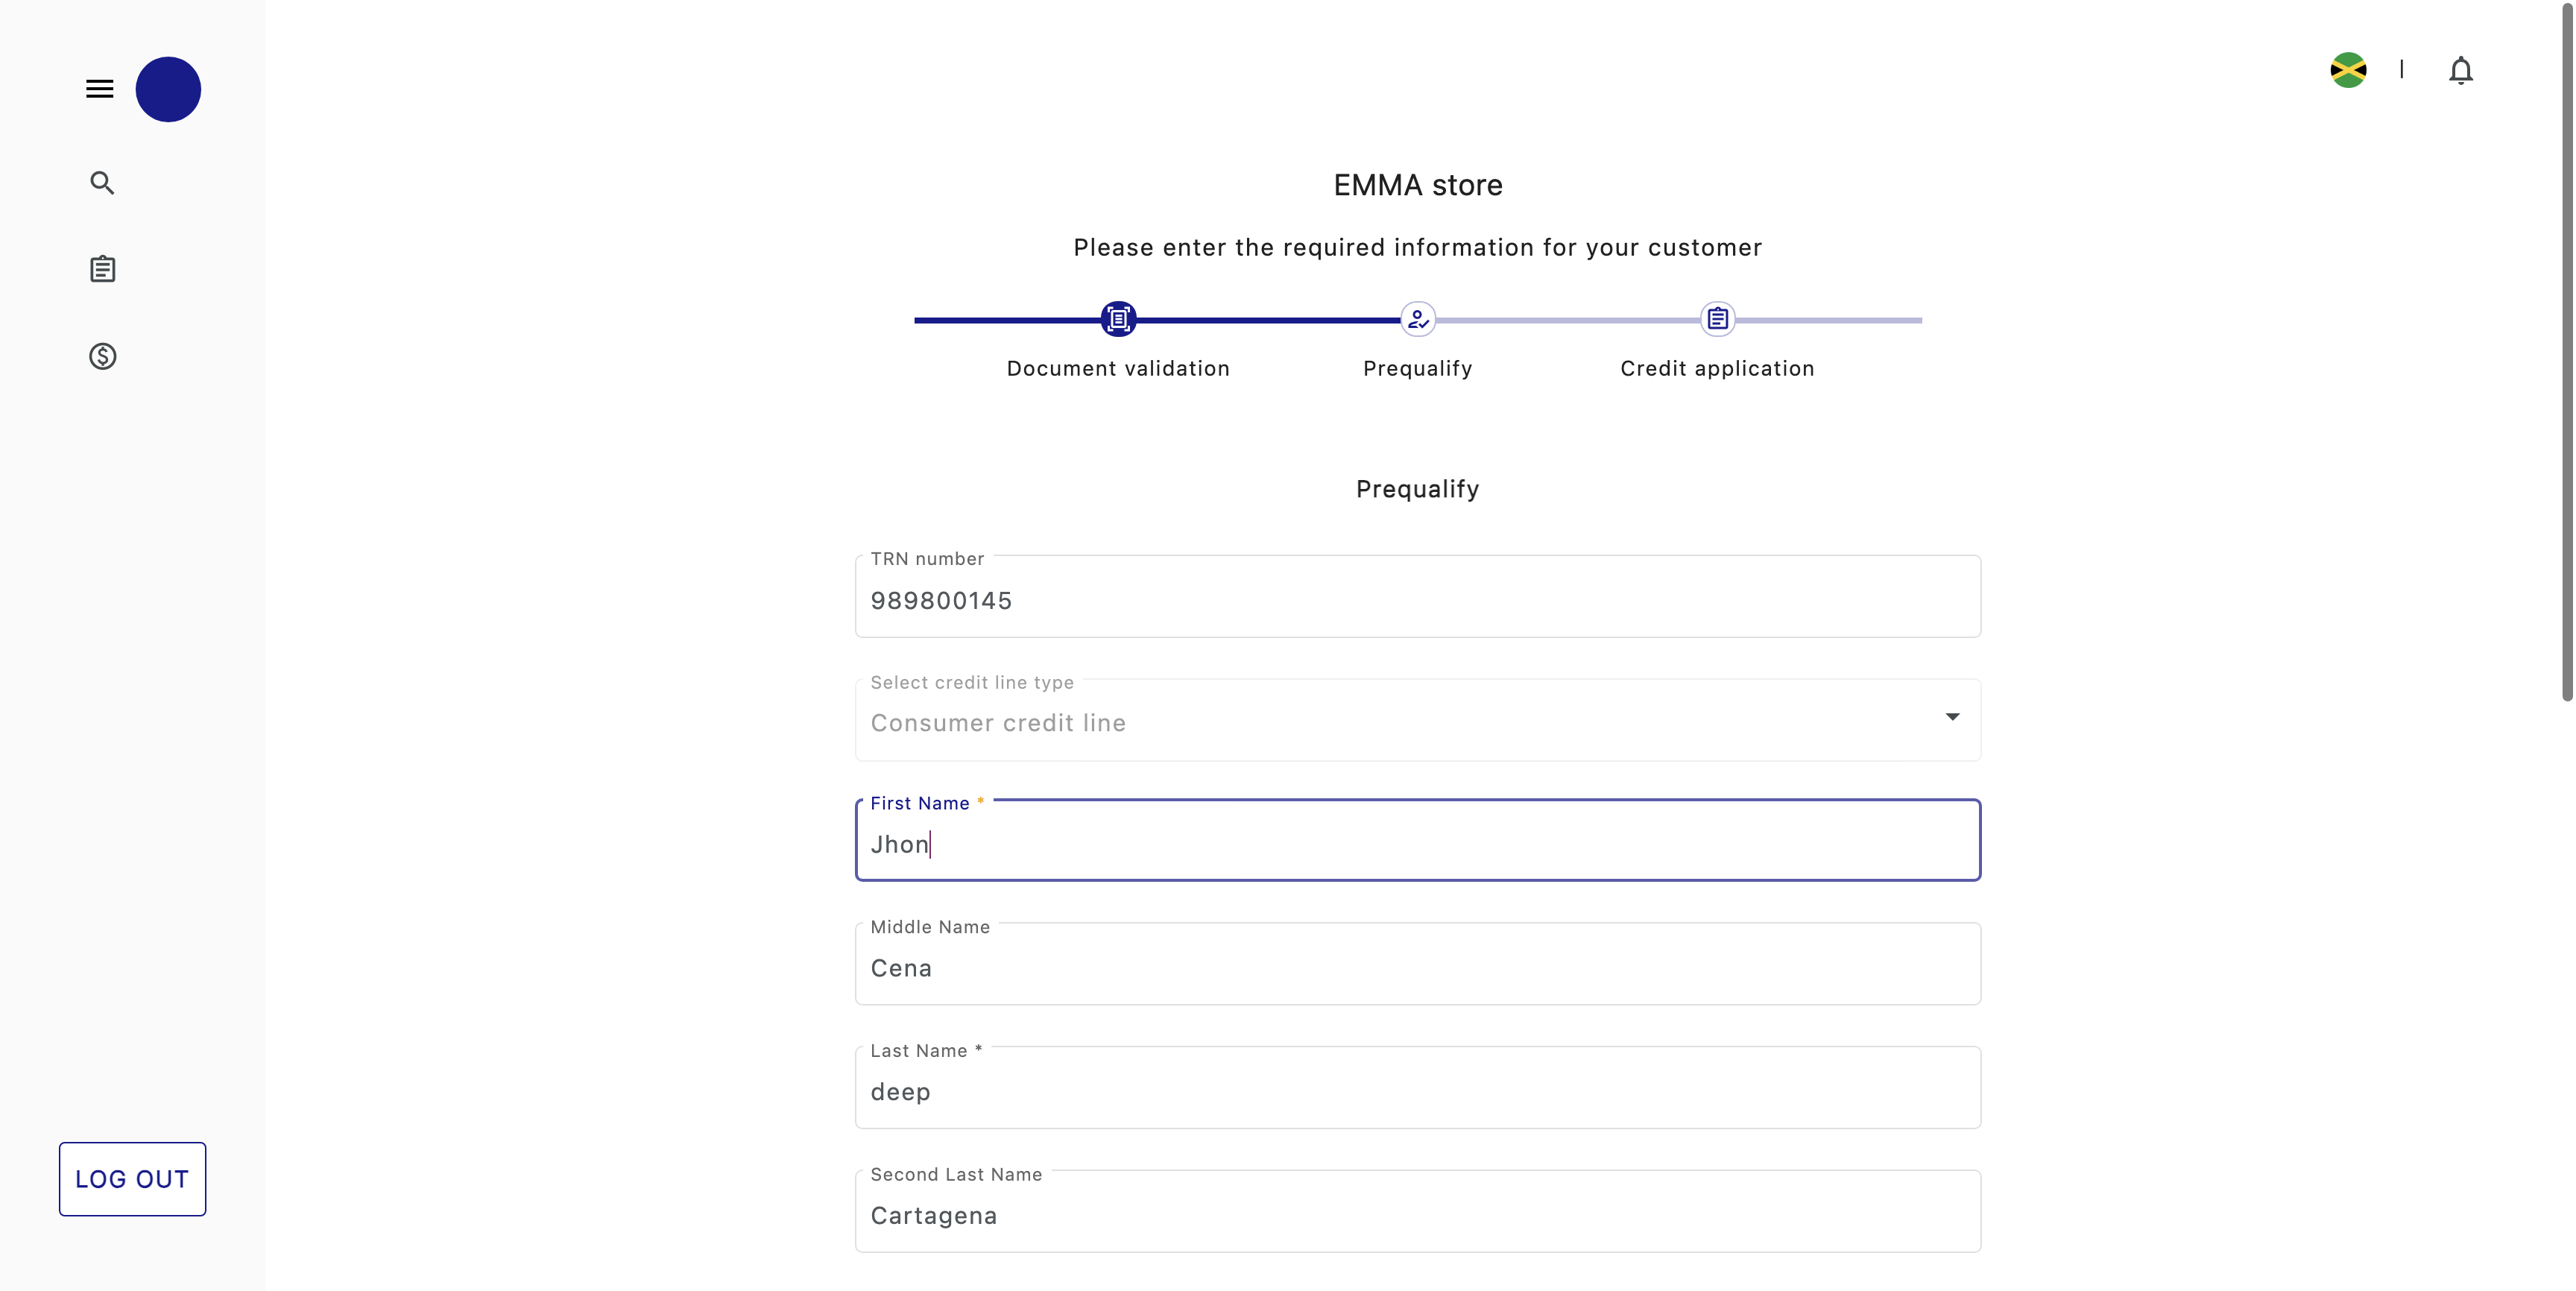 EMMA store
Please enter the required information for your customer
Document validation
Prequalify
Credit application
Prequalify
TRN number
989800145
Select credit line type
Consumer credit line
First Name *
Jhon
Middle Name
Cena
Last Name *
deep
Second Last Name
Cartagena
LOG OUT